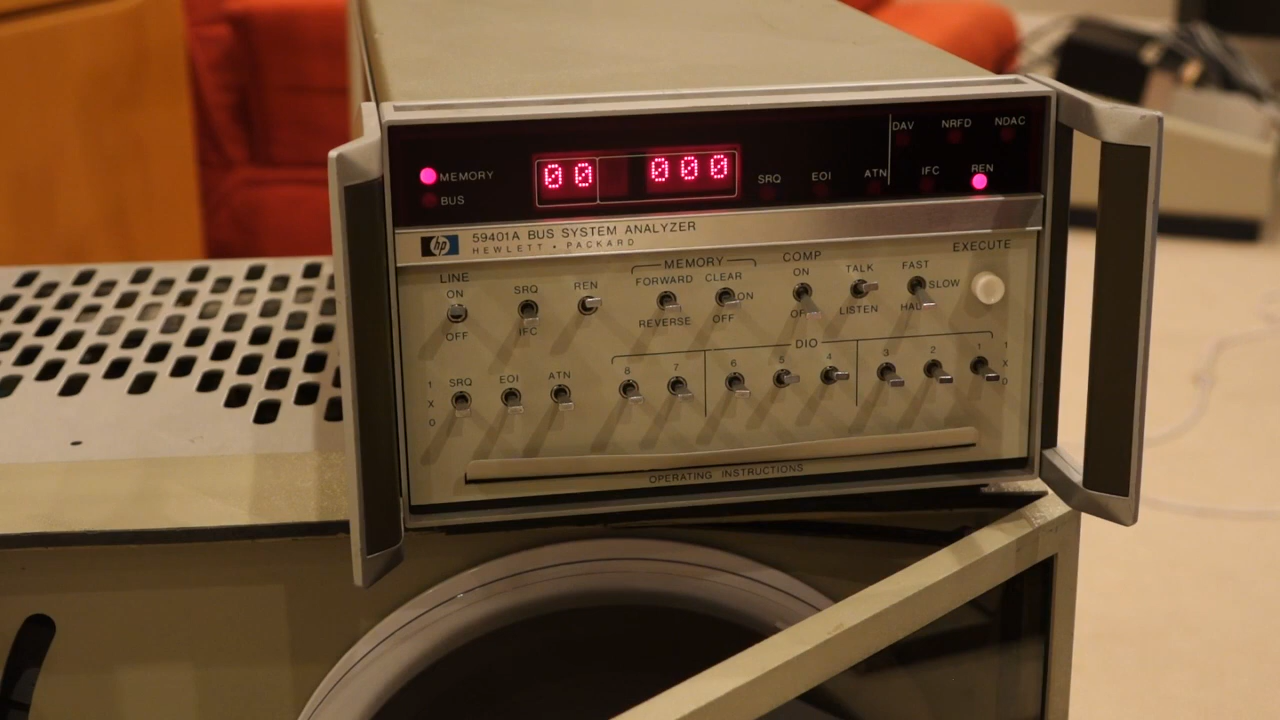 DAV NRFD NDAC
MEMORY 00 000 SRQ EOI ATN IFC REN
BUS
hp 59401A BUS SYSTEM ANALYZER
HEWLETT • PACKARD
EXECUTE
LINE MEMORY COMP
ON SRQ REN FORWARD CLEAR ON TALK FAST
ON SLOW
OFF IFC REVERSE OFF LISTEN
DIO
8 7 6 5 4 3 2 1
1 SRQ EOI ATN 1
X X
0 0
OPERATING INSTRUCTIONS